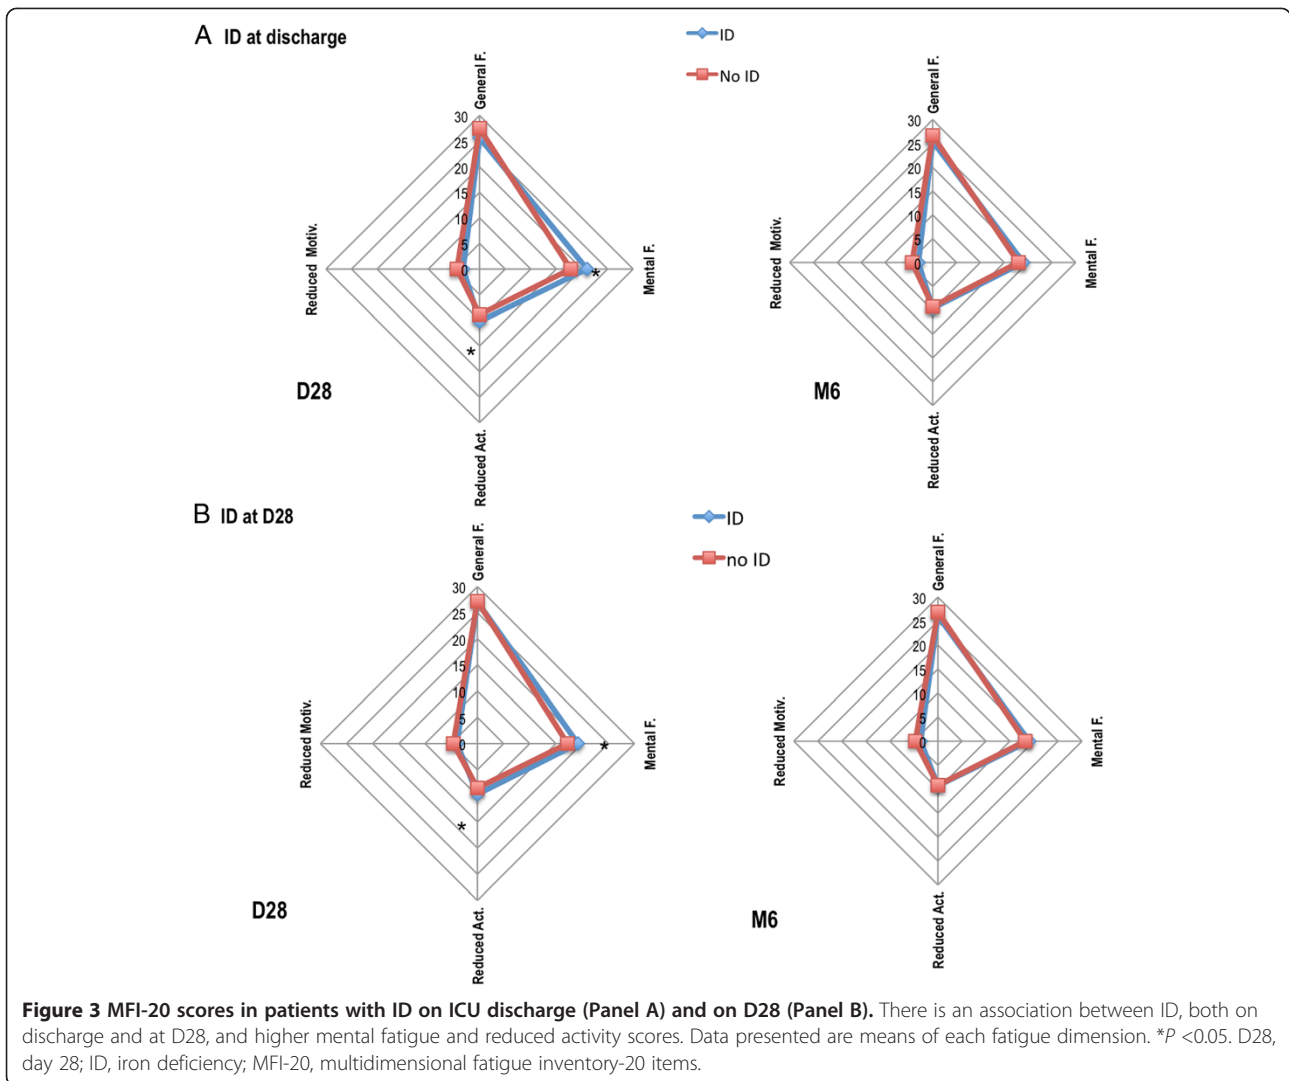 A ID at discharge
ID
No ID
General F.
30
25
20
15
10
5
0
Reduced Motiv.
Mental F.
*
*
Reduced Act.
D28
General F.
30
25
20
15
10
5
0
Reduced Motiv.
Mental F.
Reduced Act.
M6
B ID at D28
ID
no ID
General F.
30
25
20
15
10
5
0
Reduced Motiv.
Mental F.
*
*
Reduced Act.
D28
General F.
30
25
20
15
10
5
0
Reduced Motiv.
Mental F.
Reduced Act.
M6
Figure 3 MFI-20 scores in patients with ID on ICU discharge (Panel A) and on D28 (Panel B). There is an association between ID, both on
discharge and at D28, and higher mental fatigue and reduced activity scores. Data presented are means of each fatigue dimension. *P <0.05. D28,
day 28; ID, iron deficiency; MFI-20, multidimensional fatigue inventory-20 items.